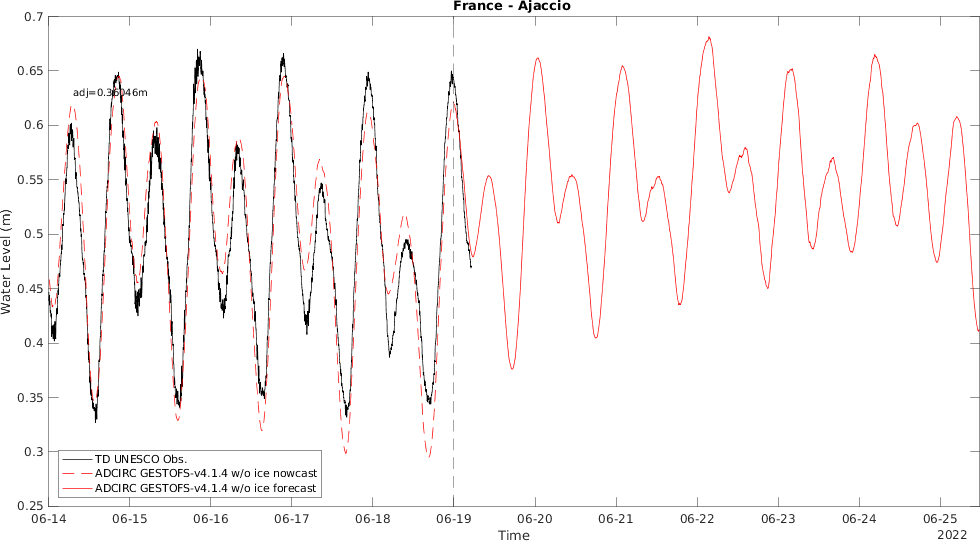 France - Ajaccio
Water Level (m)
0.7
0.65
0.6
0.55
0.5
0.45
0.4
0.35
0.3
0.25
adj=0.36046m
TD UNESCO Obs.
ADCIRC GESTOFS-v4.1.4 w/o ice nowcast
ADCIRC GESTOFS-v4.1.4 w/o ice forecast
06-14 06-15 06-16 06-17 06-18 06-19 06-20 06-21 06-22 06-23 06-24 06-25
Time
2022